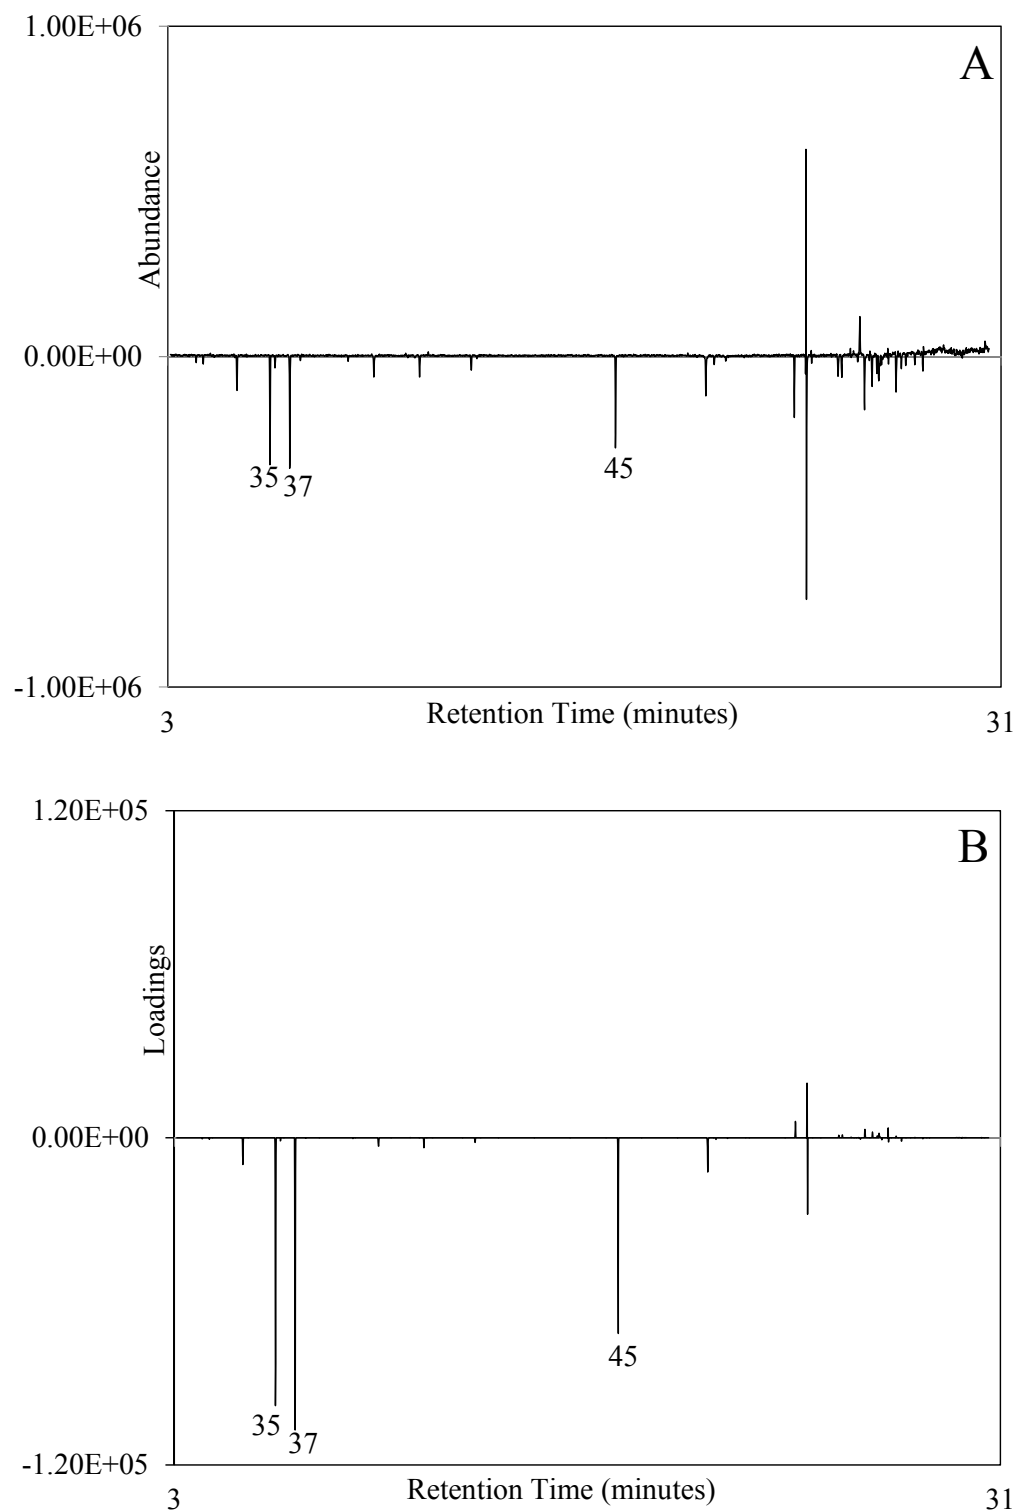 1.00E+06
A
Abundance
0.00E+00
35
37
45
-1.00E+06
Retention Time (minutes)
3
31
1.20E+05
B
Loadings
0.00E+00
45
35
37
-1.20E+05
Retention Time (minutes)
3
31